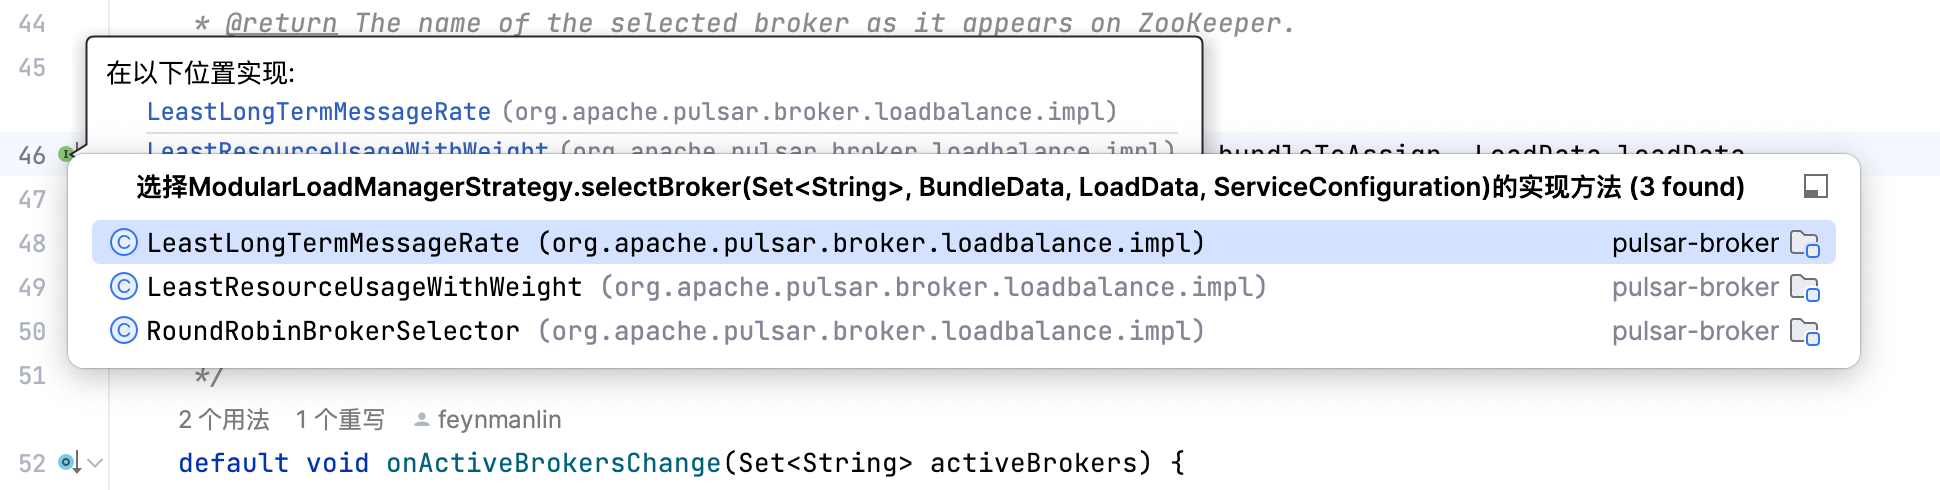 44 * @return The name of the selected broker as it appears on ZooKeeper.
45
在以下位置实现:
LeastLongTermMessageRate (org.apache.pulsar.broker.loadbalance.impl)
46 LeastResourceUsageWithWeight (org.apache.pulsar.broker.loadbalance.impl) bundleToAssign, LoadData loadData,
选择ModularLoadManagerStrategy.selectBroker(Set<String>, BundleData, LoadData, ServiceConfiguration)的实现方法 (3 found)
47
48 LeastLongTermMessageRate (org.apache.pulsar.broker.loadbalance.impl) pulsar-broker
49 LeastResourceUsageWithWeight (org.apache.pulsar.broker.loadbalance.impl) pulsar-broker
50 RoundRobinBrokerSelector (org.apache.pulsar.broker.loadbalance.impl) pulsar-broker
51 */
2 个用法 1 个重写 feynmanlin
52 default void onActiveBrokersChange(Set<String> activeBrokers) {